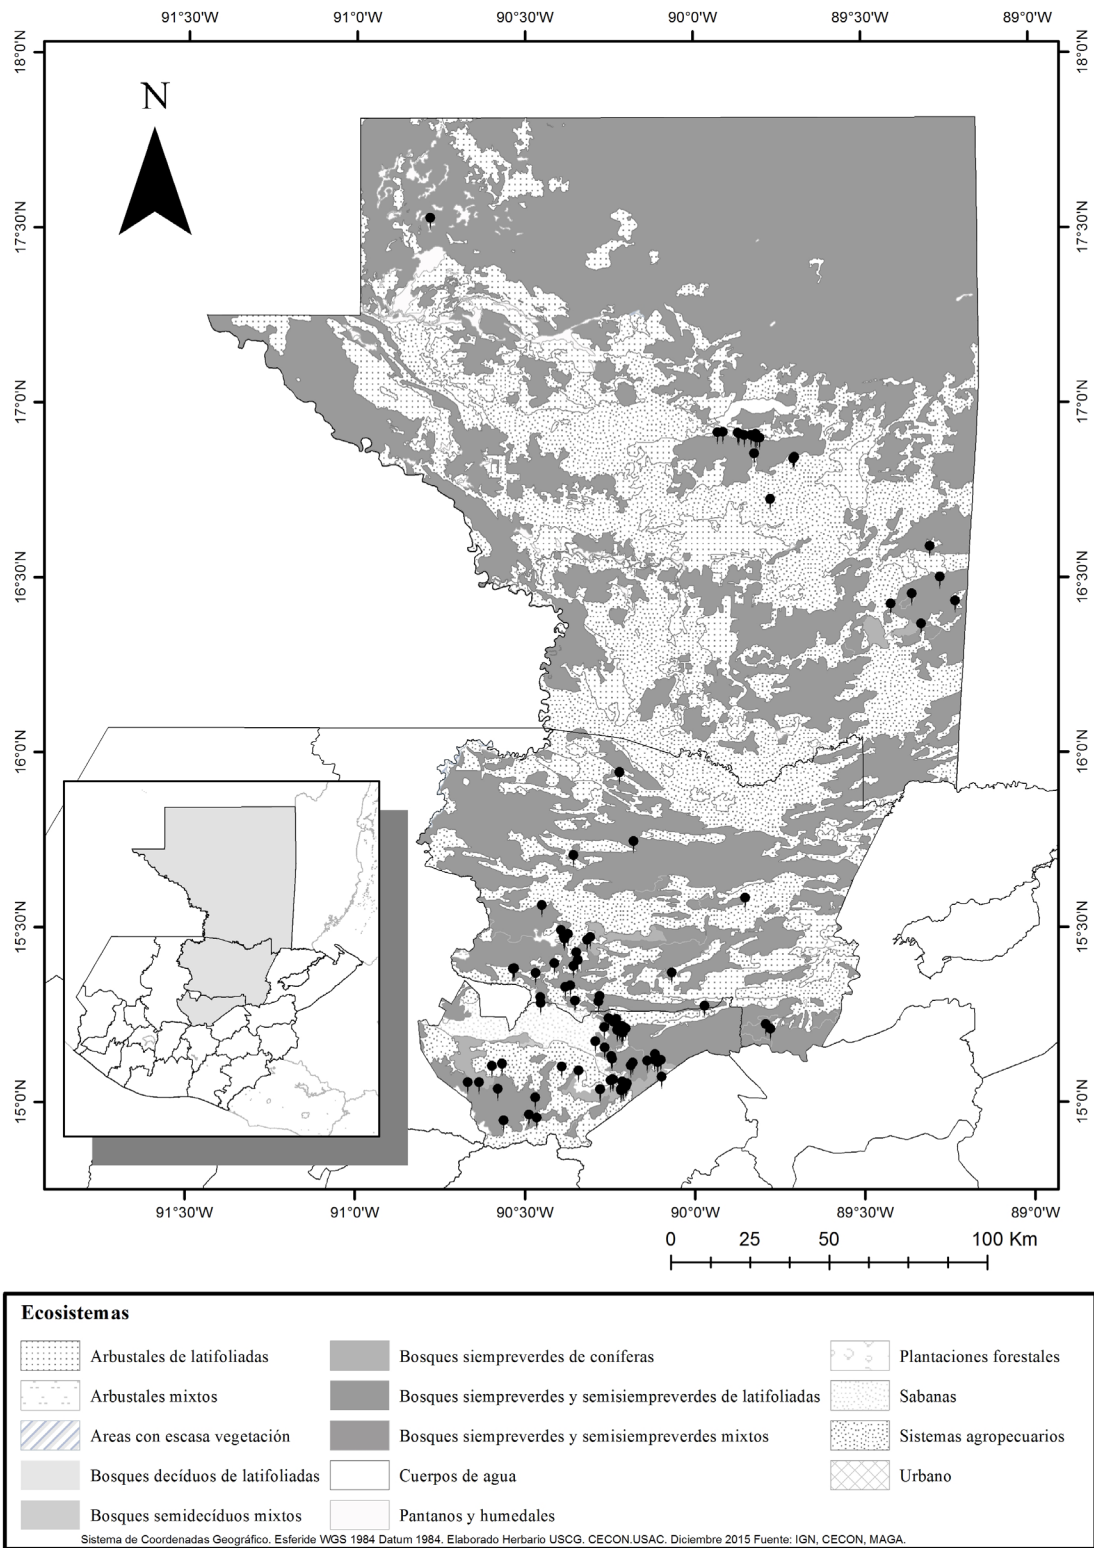 91°30'W 91°0'W 90°30'W 90°0'W 89°30'W 89°0'W
18°0'N 18°0'N
N
17°30'N 17°30'N
17°0'N 17°0'N
16°30'N 16°30'N
16°0'N 16°0'N
15°30'N 15°30'N
15°0'N 15°0'N
91°30'W 91°0'W 90°30'W 90°0'W 89°30'W 89°0'W
0 25 50 100 Km
Ecosistemas
Arbustales de latifoliadas
Arbustales mixtos
Areas con escasa vegetación
Bosques decíduos de latifoliadas
Bosques semidecíduos mixtos
Bosques siempreverdes de coníferas
Bosques siempreverdes y semisiempreverdes de latifoliadas
Bosques siempreverdes y semisiempreverdes mixtos
Cuerpos de agua
Pantanos y humedales
Plantaciones forestales
Sabanas
Sistemas agropecuarios
Urbano
Sistema de Coordenadas Geográfico. Esferide WGS 1984 Datum 1984. Elaborado Herbario USCG. CECON.USAC. Diciembre 2015 Fuente: IGN, CECON, MAGA.